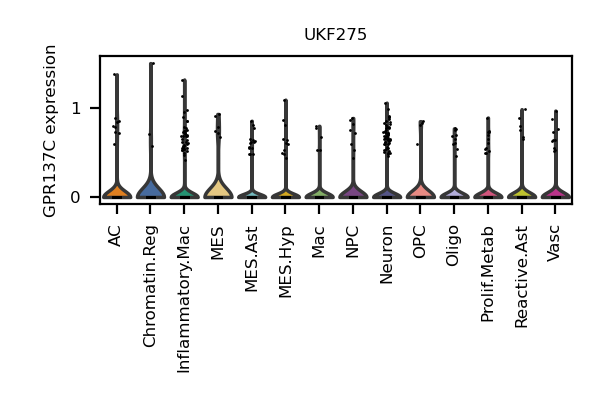 UKF275
GPR137C expression
1
0
AC
Chromatin.Reg
Inflammatory.Mac
MES
MES.Ast
MES.Hyp
Mac
NPC
Neuron
OPC
Oligo
Prolif.Metab
Reactive.Ast
Vasc